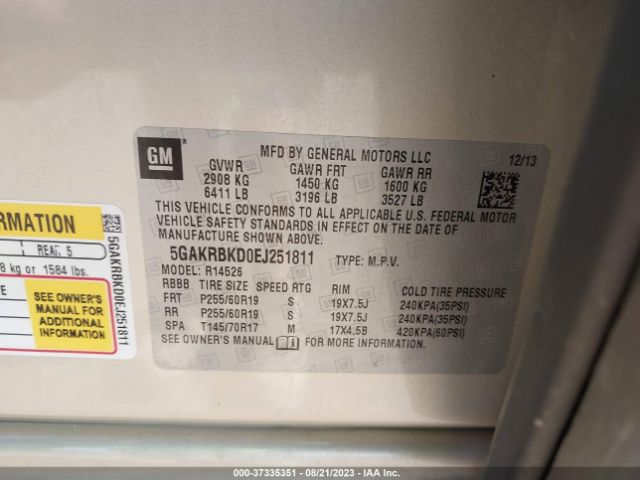 GM
®
MFD BY GENERAL MOTORS LLC 12/13
GVWR GAWR FRT GAWR RR
2908 KG 1450 KG 1600 KG
6411 LB 3196 LB 3527 LB
THIS VEHICLE CONFORMS TO ALL APPLICABLE U.S. FEDERAL MOTOR
VEHICLE SAFETY STANDARDS IN EFFECT ON THE DATE OF
MANUFACTURE SHOWN ABOVE.
5GAKRBKD0EJ251811 TYPE: M.P.V.
MODEL: R14526
RBBB TIRE SIZE SPEED RTG RIM COLD TIRE PRESSURE
FRT P255/60R19 S 19X7.5J 240KPA(35PSI)
RR P255/60R19 S 19X7.5J 240KPA(35PSI)
SPA T145/70R17 M 17X4.5B 420KPA(60PSI)
SEE OWNER'S MANUAL FOR MORE INFORMATION.
RMATION
REAR 5
8 kg or 1584 lbs.
SEE OWNER'S
MANUAL FOR
ADDITIONAL
INFORMATION
5GAKRBKD0EJ251811
000-37335351 - 08/21/2023 - IAAI.com